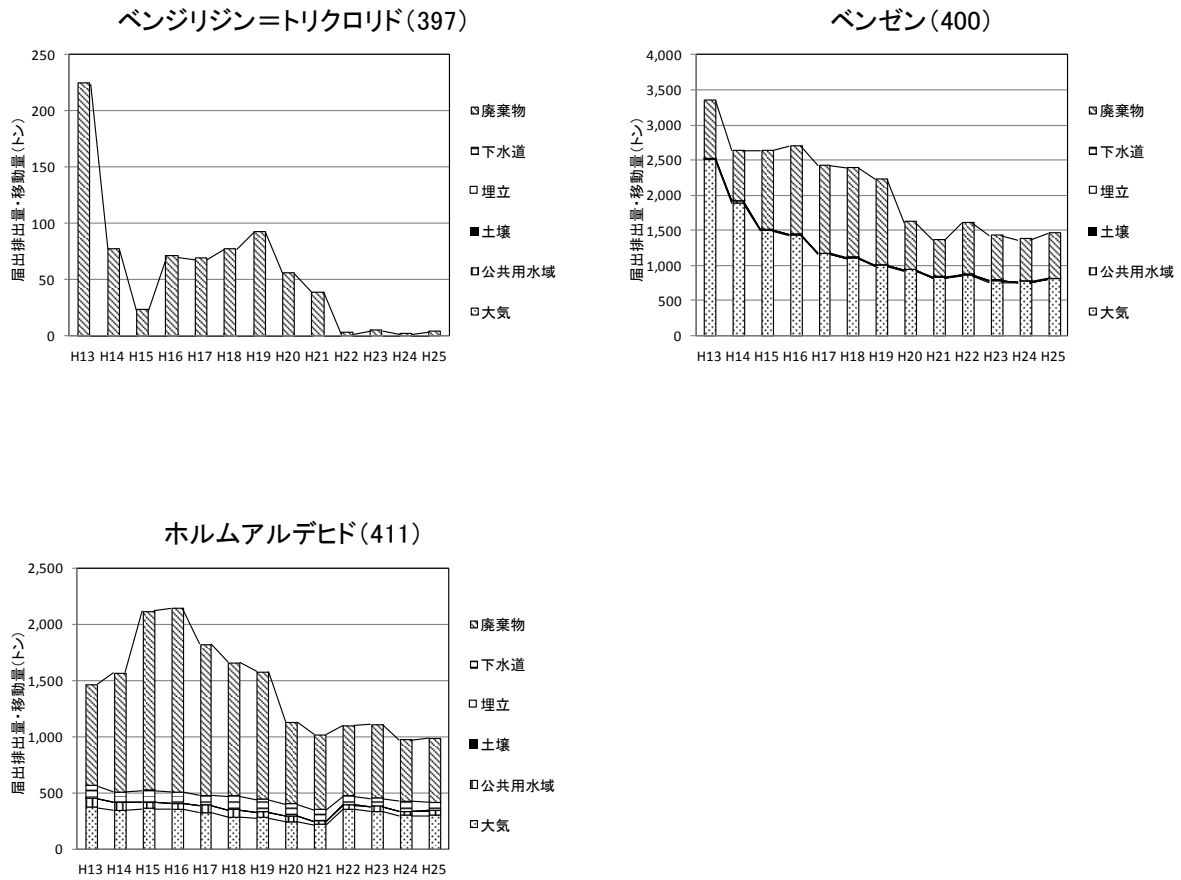 ベンジリジン＝トリクロリド（397）
届出排出量・移動量（トン）
250
200
150
100
50
0
H13 H14 H15 H16 H17 H18 H19 H20 H21 H22 H23 H24 H25
廃棄物
下水道
埋立
土壌
公共用水域
大気
ベンゼン（400）
届出排出量・移動量（トン）
4,000
3,500
3,000
2,500
2,000
1,500
1,000
500
0
H13 H14 H15 H16 H17 H18 H19 H20 H21 H22 H23 H24 H25
廃棄物
下水道
埋立
土壌
公共用水域
大気
ホルムアルデヒド（411）
届出排出量・移動量（トン）
2,500
2,000
1,500
1,000
500
0
H13 H14 H15 H16 H17 H18 H19 H20 H21 H22 H23 H24 H25
廃棄物
下水道
埋立
土壌
公共用水域
大気